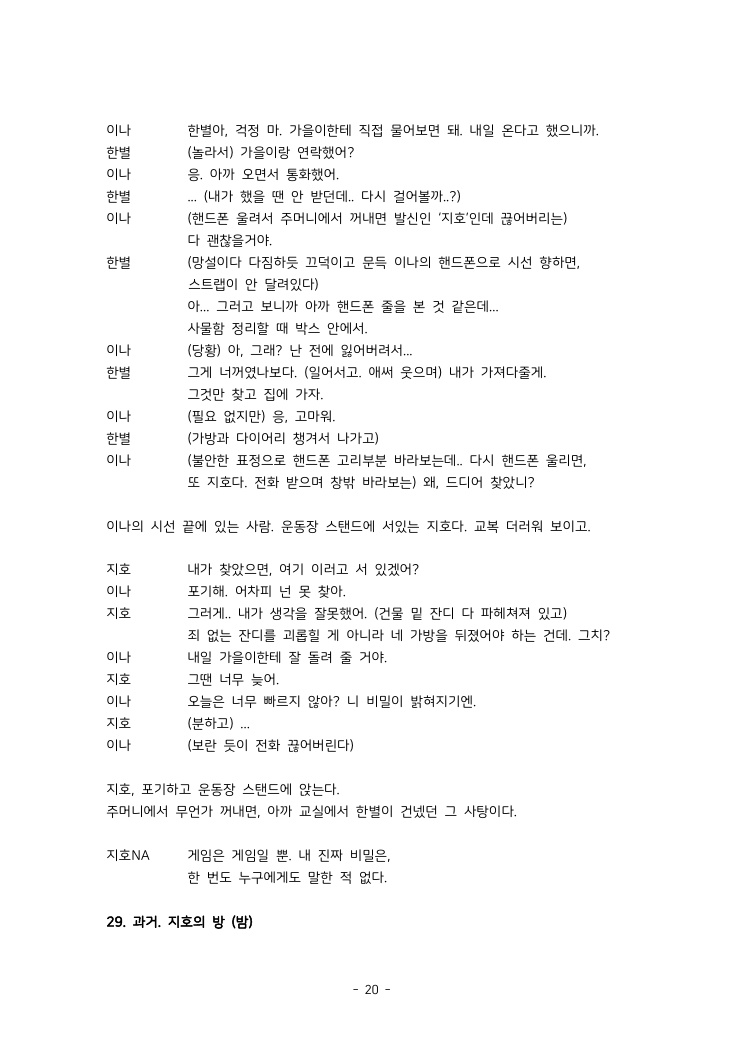 이나 한별아, 걱정 마. 가을이한테 직접 물어보면 돼. 내일 온다고 했으니까.
한별 (놀라서) 가을이랑 연락했어?
이나 응. 아까 오면서 통화했어.
한별 ... (내가 했을 땐 안 받던데.. 다시 걸어볼까..?)
이나 (핸드폰 울려서 주머니에서 꺼내면 발신인 ‘지호’인데 끊어버리는)
다 괜찮을거야.
한별 (망설이다 다짐하듯 끄덕이고 문득 이나의 핸드폰으로 시선 향하면,
스트랩이 안 달려있다)
아... 그러고 보니까 아까 핸드폰 줄을 본 것 같은데...
사물함 정리할 때 박스 안에서.
이나 (당황) 아, 그래? 난 전에 잃어버려서...
한별 그게 너꺼였나보다. (일어서고. 애써 웃으며) 내가 가져다줄게.
그것만 찾고 집에 가자.
이나 (필요 없지만) 응, 고마워.
한별 (가방과 다이어리 챙겨서 나가고)
이나 (불안한 표정으로 핸드폰 고리부분 바라보는데.. 다시 핸드폰 울리면,
또 지호다. 전화 받으며 창밖 바라보는) 왜, 드디어 찾았니?
이나의 시선 끝에 있는 사람. 운동장 스탠드에 서있는 지호다. 교복 더러워 보이고.
지호 내가 찾았으면, 여기 이러고 서 있겠어?
이나 포기해. 어차피 넌 못 찾아.
지호 그러게.. 내가 생각을 잘못했어. (건물 밑 잔디 다 파헤쳐져 있고)
죄 없는 잔디를 괴롭힐 게 아니라 네 가방을 뒤졌어야 하는 건데. 그치?
이나 내일 가을이한테 잘 돌려 줄 거야.
지호 그땐 너무 늦어.
이나 오늘은 너무 빠르지 않아? 니 비밀이 밝혀지기엔.
지호 (분하고) ...
이나 (보란 듯이 전화 끊어버린다)
지호, 포기하고 운동장 스탠드에 앉는다.
주머니에서 무언가 꺼내면, 아까 교실에서 한별이 건넸던 그 사탕이다.
지호NA 게임은 게임일 뿐. 내 진짜 비밀은,
한 번도 누구에게도 말한 적 없다.
29. 과거. 지호의 방 (밤)
- 20 -